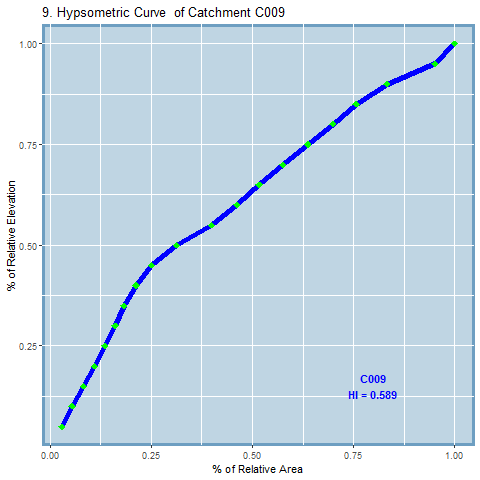 9. Hypsometric Curve  of Catchment C009
% of Relative Elevation
1.00
0.75
0.50
0.25
C009
HI = 0.589
0.00 0.25 0.50 0.75 1.00
% of Relative Area